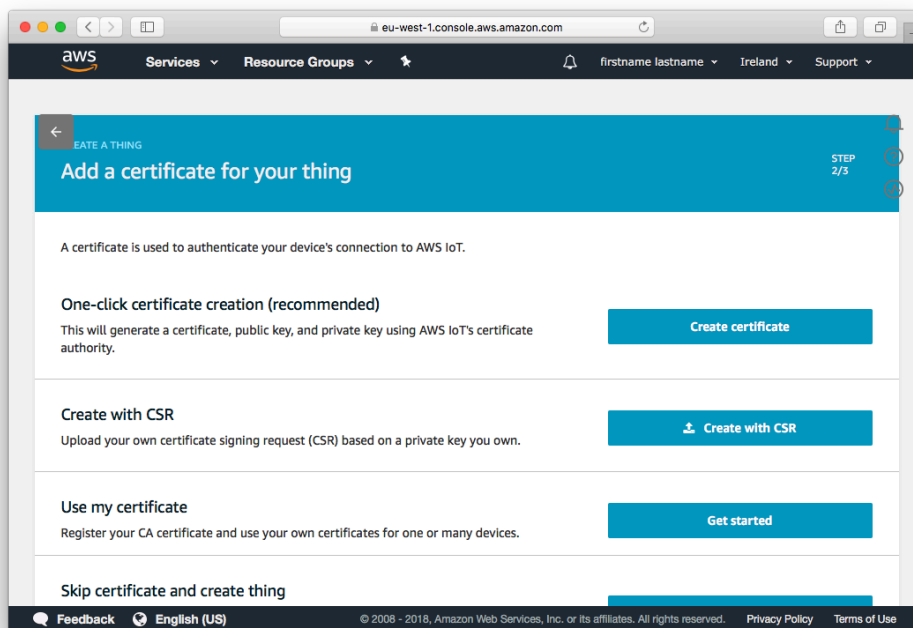 eu-west-1.console.aws.amazon.com
aws Services Resource Groups firstname lastname Ireland Support
EATE A THING
Add a certificate for your thing
STEP
2/3
A certificate is used to authenticate your device's connection to AWS IoT.
One-click certificate creation (recommended)
This will generate a certificate, public key, and private key using AWS IoT's certificate
authority.
Create certificate
Create with CSR
Upload your own certificate signing request (CSR) based on a private key you own.
Create with CSR
Use my certificate
Register your CA certificate and use your own certificates for one or many devices.
Get started
Skip certificate and create thing
Feedback English (US) © 2008 - 2018, Amazon Web Services, Inc. or its affiliates. All rights reserved. Privacy Policy Terms of Use